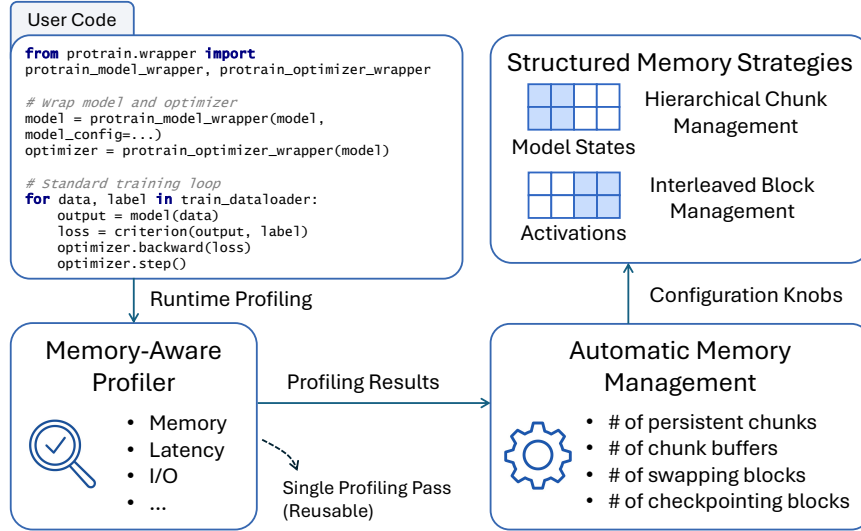 User Code
from protrain.wrapper import
protrain_model_wrapper, protrain_optimizer_wrapper
# Wrap model and optimizer
model = protrain_model_wrapper(model,
model_config=...)
optimizer = protrain_optimizer_wrapper(model)
# Standard training loop
for data, label in train_dataloader:
    output = model(data)
    loss = criterion(output, label)
    optimizer.backward(loss)
    optimizer.step()
Structured Memory Strategies
Hierarchical Chunk
Management
Model States
Interleaved Block
Management
Activations
Runtime Profiling
Configuration Knobs
Memory-Aware
Profiler
• Memory
• Latency
• I/O
• ...
Profiling Results
Single Profiling Pass
(Reusable)
Automatic Memory
Management
• # of persistent chunks
• # of chunk buffers
• # of swapping blocks
• # of checkpointing blocks